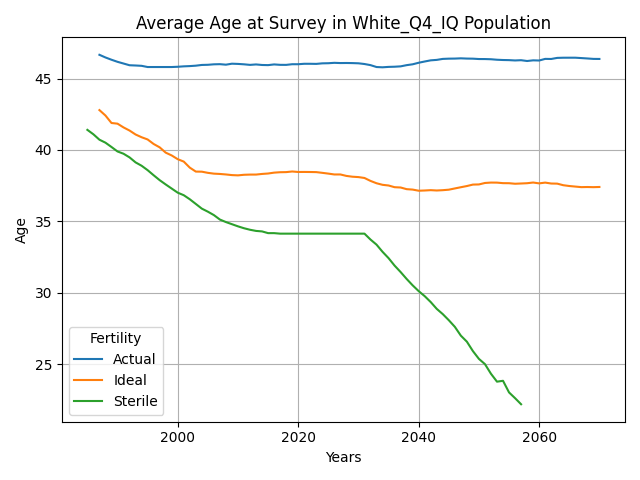 Average Age at Survey in White_Q4_IQ Population
Age
45
40
35
30
25
Fertility
Actual
Ideal
Sterile
2000
2020
2040
2060
Years